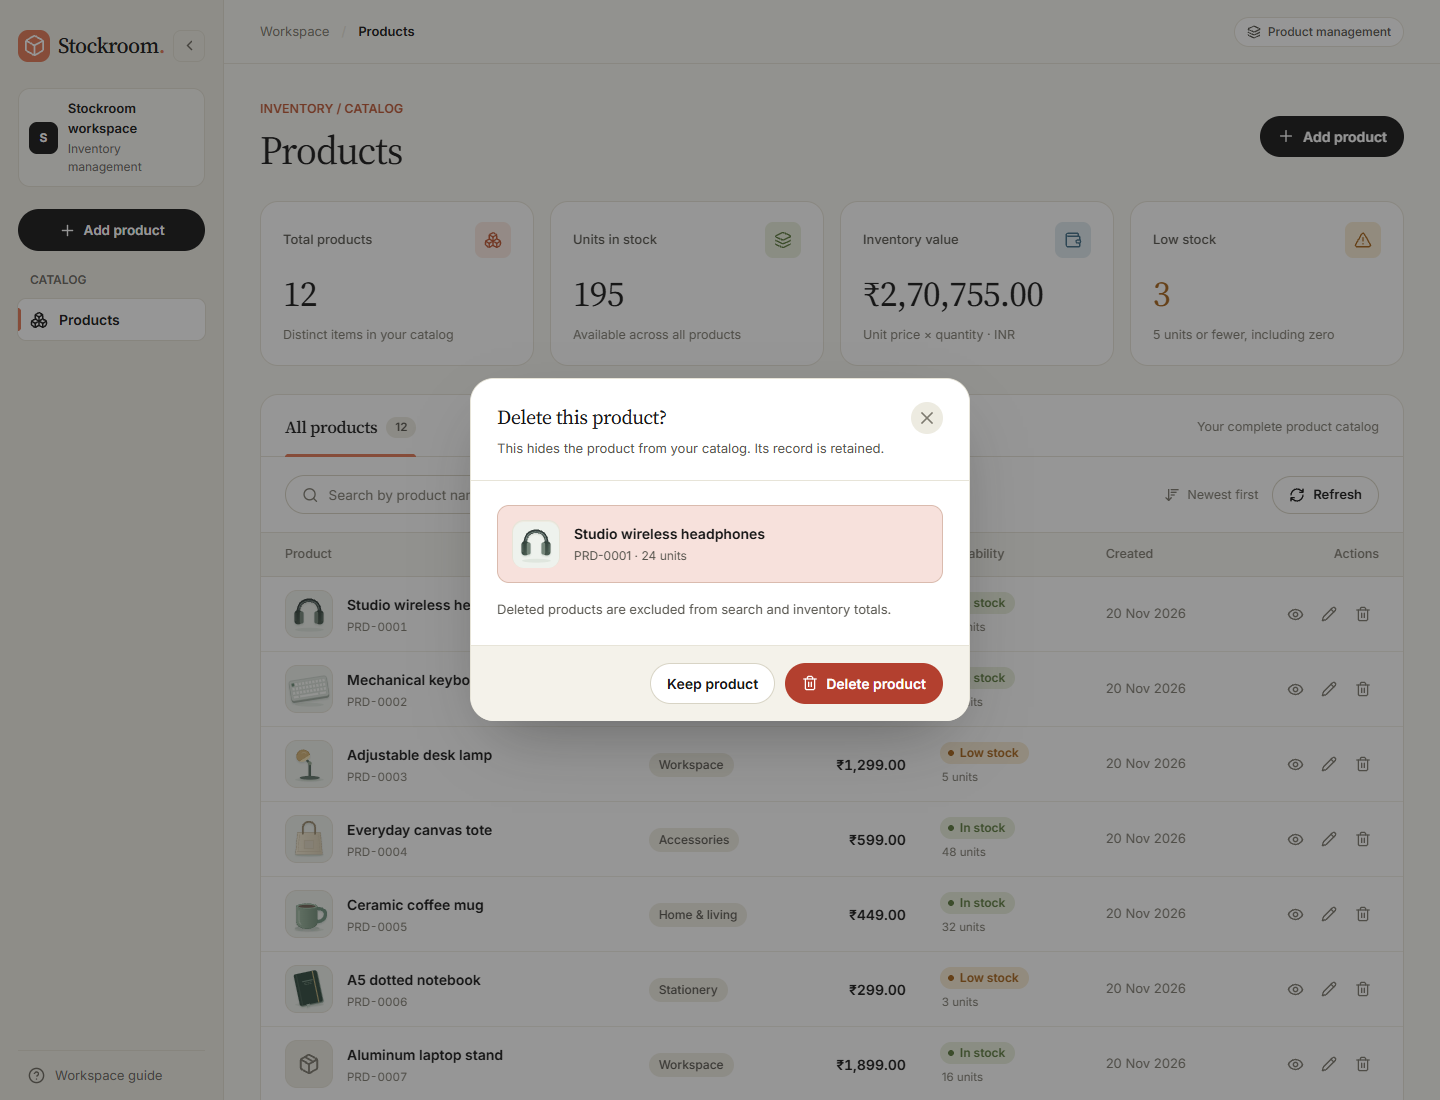 Stockroom.
Workspace / Products
Product management
S
Stockroom
workspace
Inventory
management
Add product
CATALOG
Products
Workspace guide
INVENTORY / CATALOG
Products
Add product
Total products
12
Distinct items in your catalog
Units in stock
195
Available across all products
Inventory value
₹2,70,755.00
Unit price × quantity · INR
Low stock
3
5 units or fewer, including zero
All products 12
Your complete product catalog
Search by product nam
Newest first
Refresh
Product
ability
Created
Actions
Delete this product?
This hides the product from your catalog. Its record is retained.
Studio wireless headphones
PRD-0001 · 24 units
Deleted products are excluded from search and inventory totals.
Keep product
Delete product
Studio wireless he
PRD-0001
stock
nits
20 Nov 2026
Mechanical keybo
PRD-0002
stock
its
20 Nov 2026
Adjustable desk lamp
PRD-0003
Workspace
₹1,299.00
Low stock
5 units
20 Nov 2026
Everyday canvas tote
PRD-0004
Accessories
₹599.00
In stock
48 units
20 Nov 2026
Ceramic coffee mug
PRD-0005
Home & living
₹449.00
In stock
32 units
20 Nov 2026
A5 dotted notebook
PRD-0006
Stationery
₹299.00
Low stock
3 units
20 Nov 2026
Aluminum laptop stand
PRD-0007
Workspace
₹1,899.00
In stock
16 units
20 Nov 2026